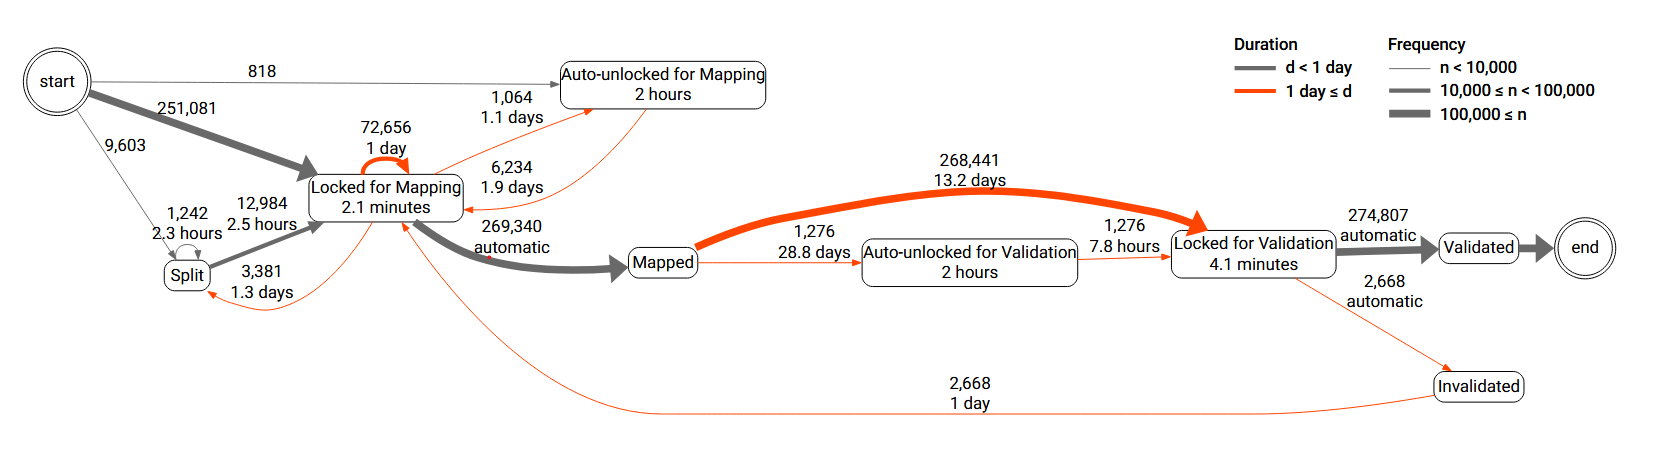 start
818
251,081
9,603
Auto-unlocked for Mapping
2 hours
1,064
1.1 days
72,656
1 day
6,234
1.9 days
Locked for Mapping
2.1 minutes
1,242
2.3 hours
12,984
2.5 hours
Split
3,381
1.3 days
269,340
automatic
Mapped
268,441
13.2 days
1,276
28.8 days
Auto-unlocked for Validation
2 hours
1,276
7.8 hours
Locked for Validation
4.1 minutes
274,807
automatic
Validated
end
2,668
automatic
Invalidated
2,668
1 day
Duration
d < 1 day
1 day ≤ d
Frequency
n < 10,000
10,000 ≤ n < 100,000
100,000 ≤ n